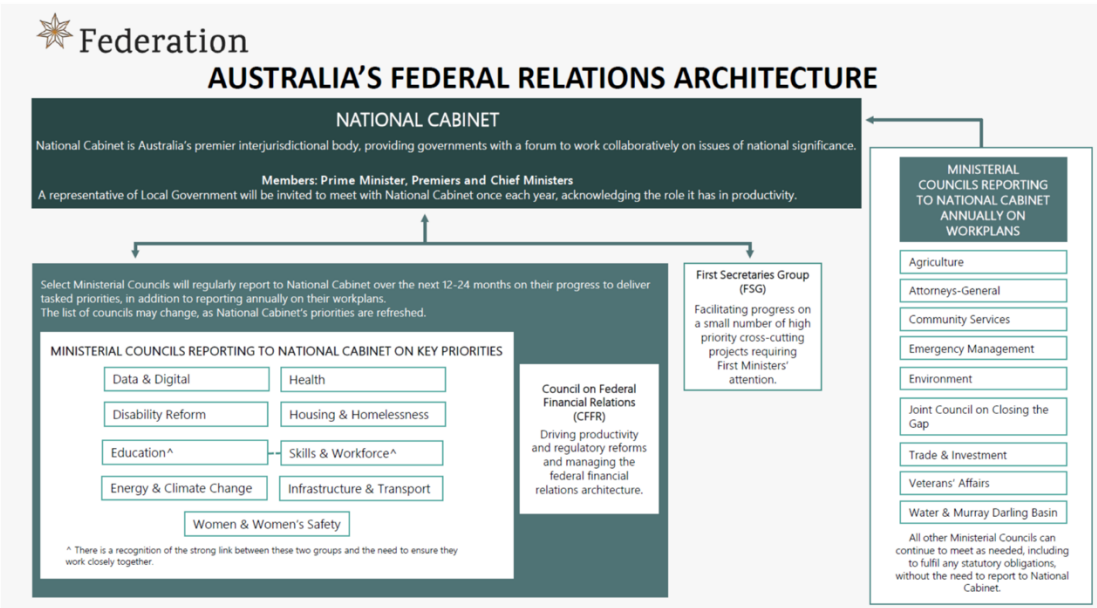 Federation
AUSTRALIA'S FEDERAL RELATIONS ARCHITECTURE
NATIONAL CABINET
National Cabinet is Australia's premier interjurisdictional body, providing governments with a forum to work collaboratively on issues of national significance.
Members: Prime Minister, Premiers and Chief Ministers
A representative of Local Government will be invited to meet with National Cabinet once each year, acknowledging the role it has in productivity.
Select Ministerial Councils will regularly report to National Cabinet over the next 12-24 months on their progress to deliver
tasked priorities, in addition to reporting annually on their workplans.
The list of councils may change, as National Cabinet's priorities are refreshed.
MINISTERIAL COUNCILS REPORTING TO NATIONAL CABINET ON KEY PRIORITIES
Data & Digital
Health
Disability Reform
Housing & Homelessness
Education^
Skills & Workforce^
Energy & Climate Change
Infrastructure & Transport
Women & Women's Safety
^ There is a recognition of the strong link between these two groups and the need to ensure they
work closely together.
Council on Federal
Financial Relations
(CFFR)
Driving productivity
and regulatory reforms
and managing the
federal financial
relations architecture.
First Secretaries Group
(FSG)
Facilitating progress on
a small number of high
priority cross-cutting
projects requiring
First Ministers'
attention.
MINISTERIAL
COUNCILS REPORTING
TO NATIONAL CABINET
ANNUALLY ON
WORKPLANS
Agriculture
Attorneys-General
Community Services
Emergency Management
Environment
Joint Council on Closing the
Gap
Trade & Investment
Veterans' Affairs
Water & Murray Darling Basin
All other Ministerial Councils can
continue to meet as needed, including
to fulfil any statutory obligations,
without the need to report to National
Cabinet.